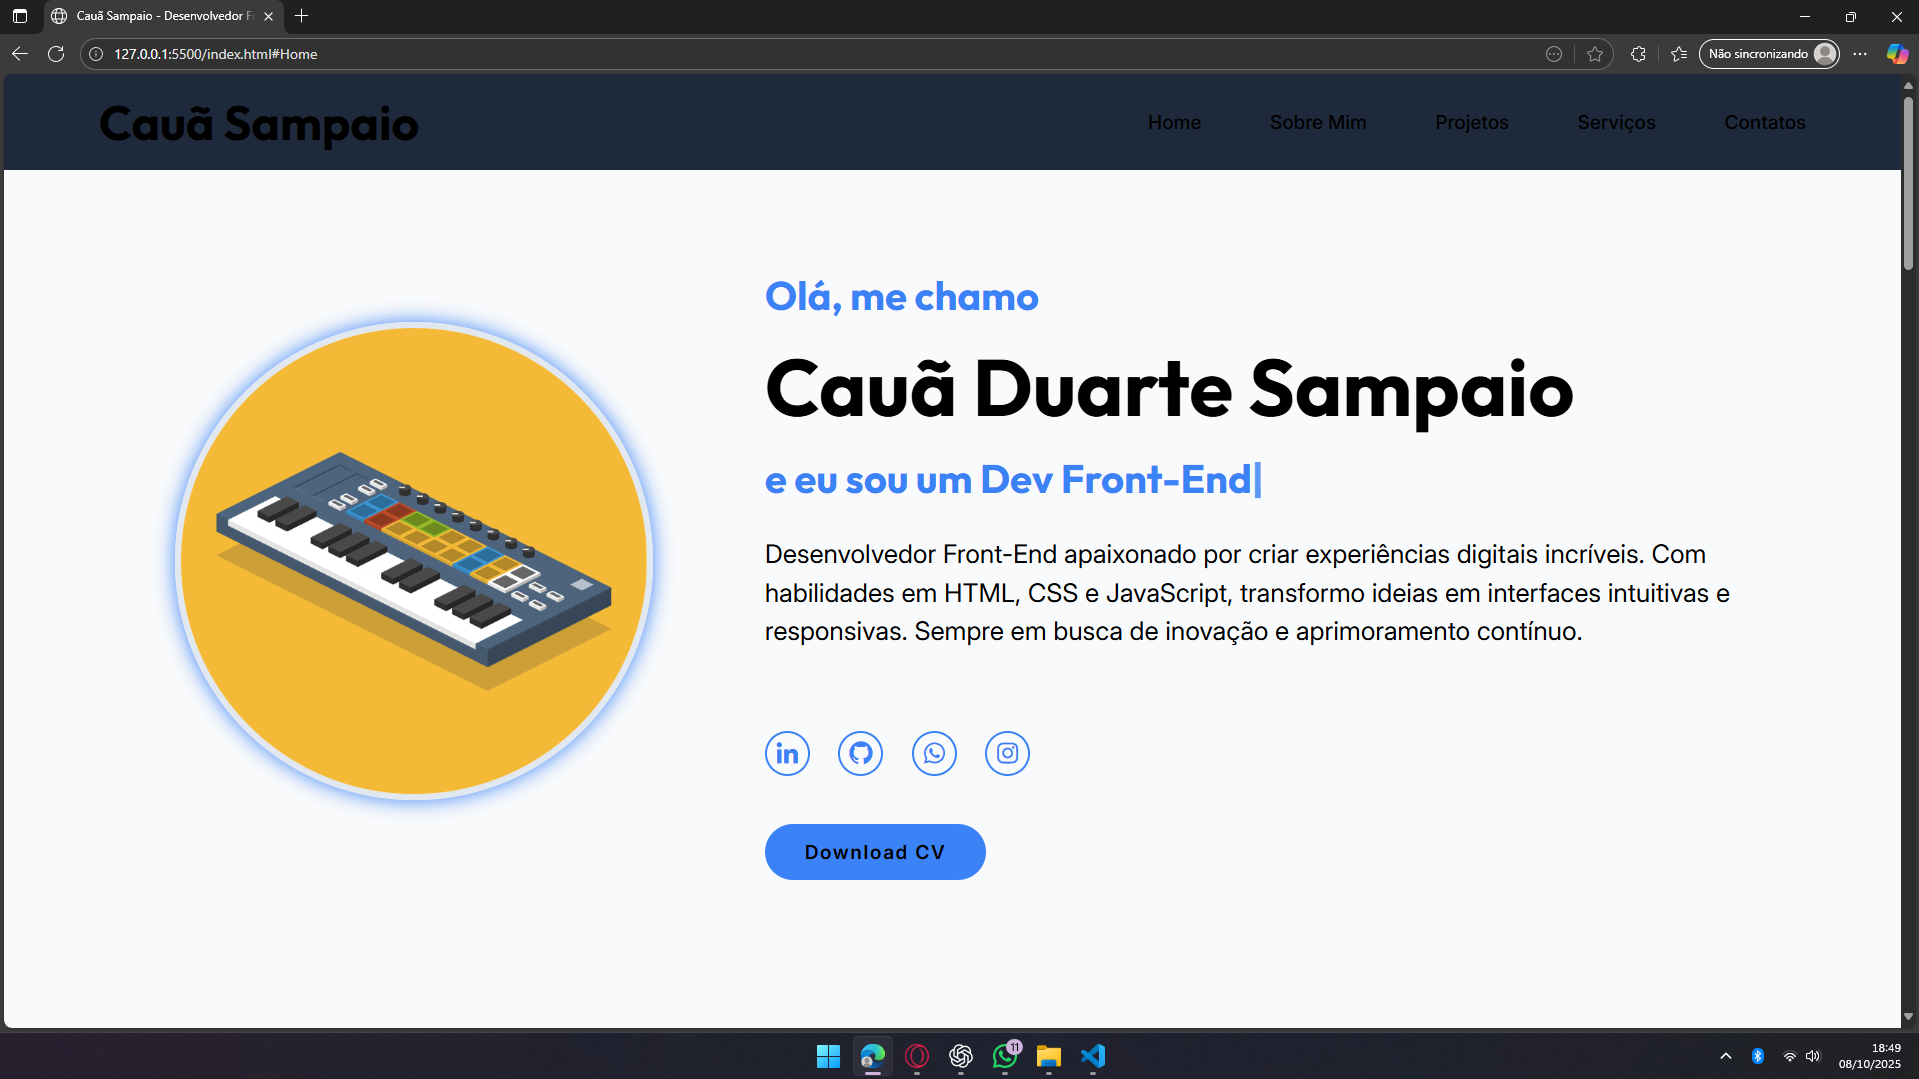 Cauã Sampaio - Desenvolvedor Fr
127.0.0.1:5500/index.html#Home
Não sincronizando
Cauã Sampaio
Home
Sobre Mim
Projetos
Serviços
Contatos
Olá, me chamo
Cauã Duarte Sampaio
e eu sou um Dev Front-End|
Desenvolvedor Front-End apaixonado por criar experiências digitais incríveis. Com
habilidades em HTML, CSS e JavaScript, transformo ideias em interfaces intuitivas e
responsivas. Sempre em busca de inovação e aprimoramento contínuo.
in
Download CV
11
18:49
08/10/2025